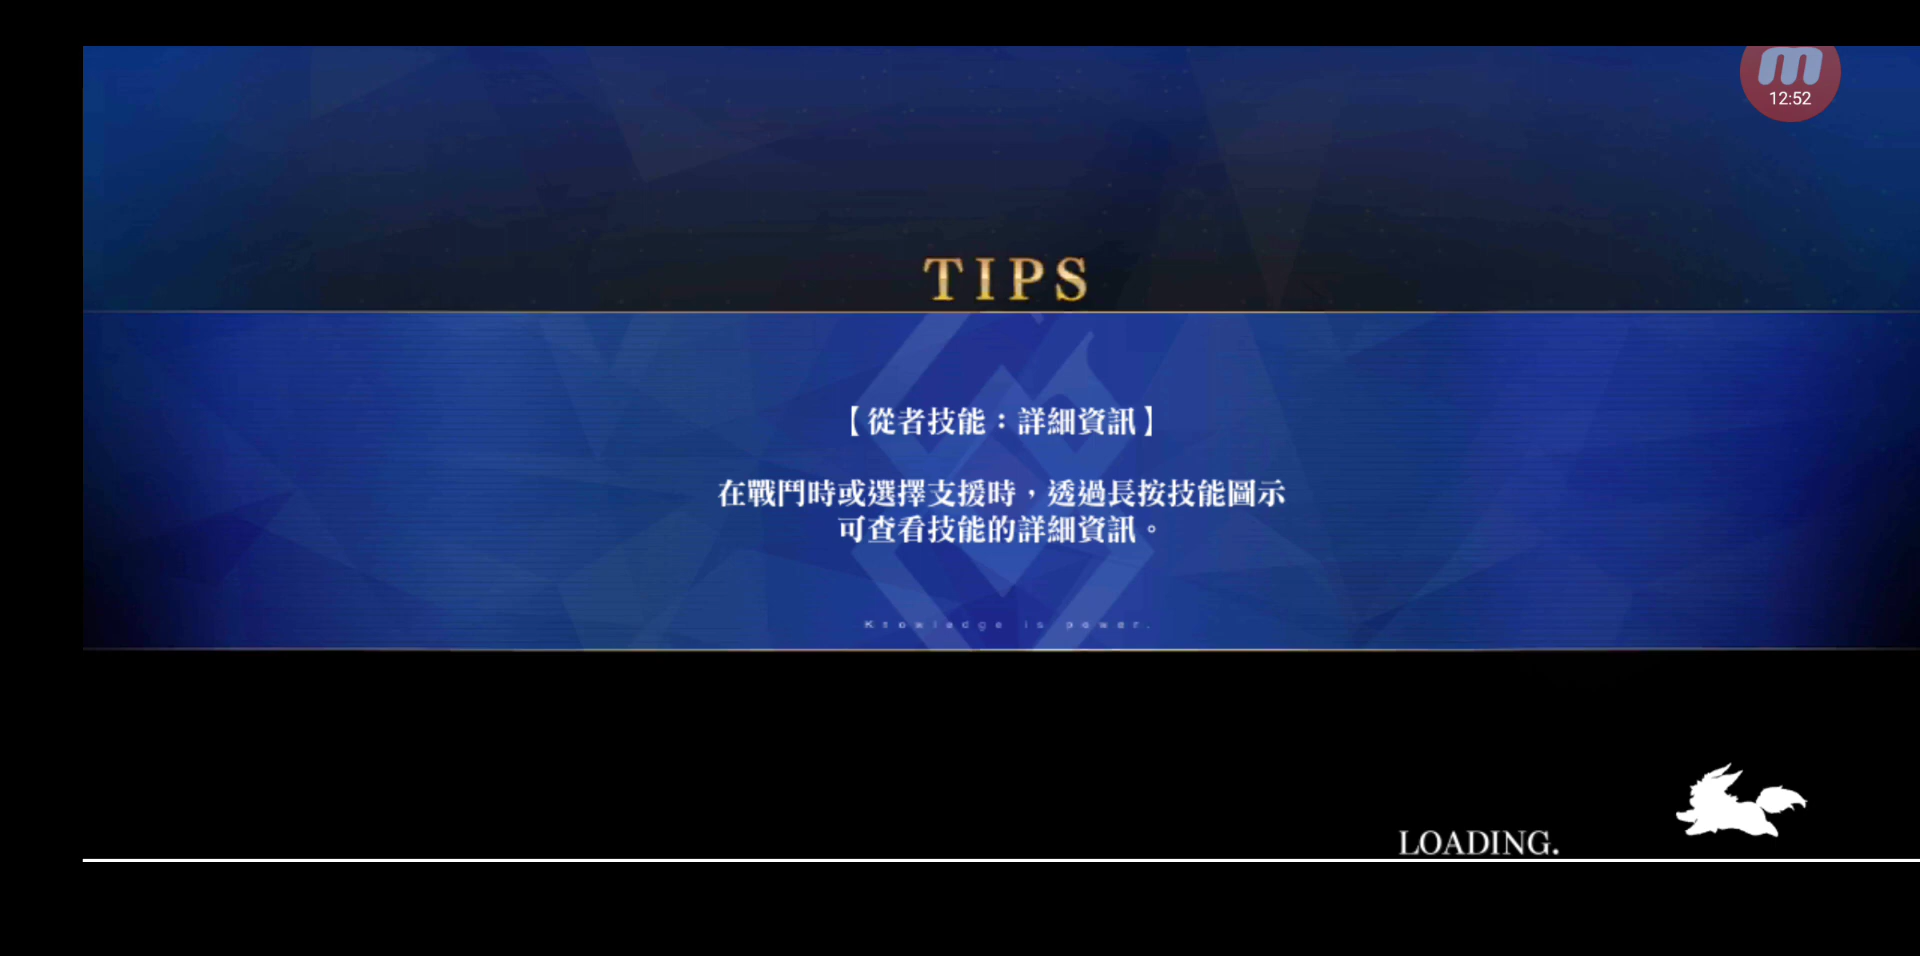 12:52
TIPS
【從者技能：詳細資訊】
在戰鬥時或選擇支援時，透過長按技能圖示
可查看技能的詳細資訊。
Knowledge is power.
LOADING.